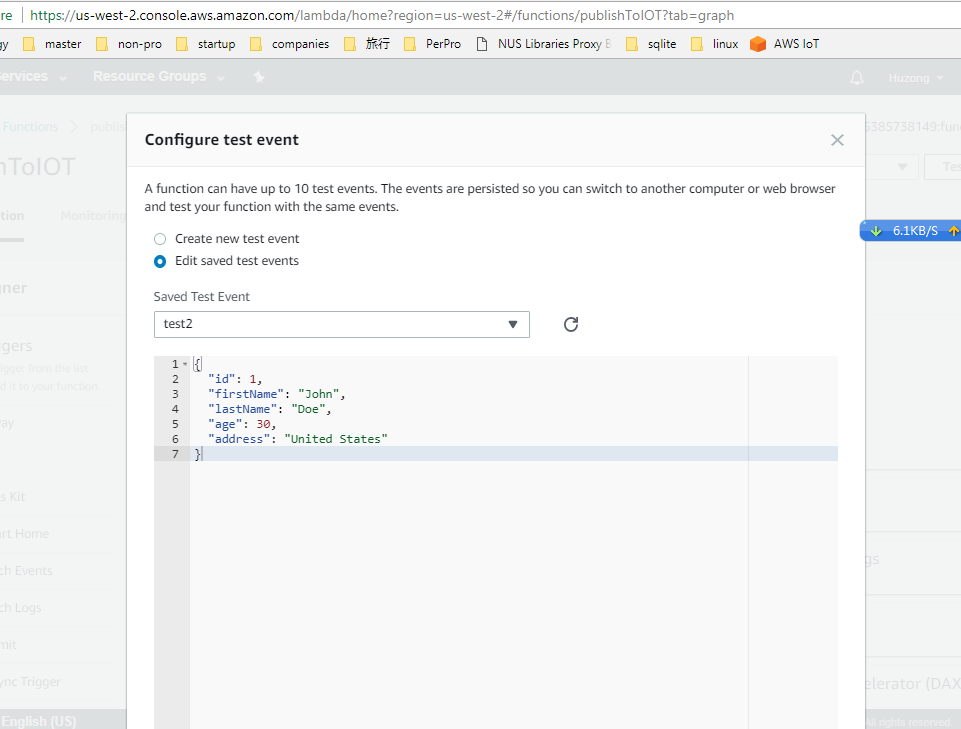 re https://us-west-2.console.aws.amazon.com/lambda/home?region=us-west-2#/functions/publishToIOT?tab=graph
gy master non-pro startup companies 旅行 PerPro NUS Libraries Proxy B sqlite linux AWS IoT
ervices Resource Groups Huzong
Functions publis 5385738149:func
hToIOT Tes
tion Monitoring
Configure test event
A function can have up to 10 test events. The events are persisted so you can switch to another computer or web browser
and test your function with the same events.
Create new test event
Edit saved test events
6.1KB/S
Saved Test Event
test2
1 {
2 "id": 1,
3 "firstName": "John",
4 "lastName": "Doe",
5 "age": 30,
6 "address": "United States"
7 }
gner
gers
igger from the list
d it to your function.
ay
s Kit
rt Home
ch Events
gs
ch Logs
mit
ync Trigger
elerator (DAX
English (US)
All rights reserved.